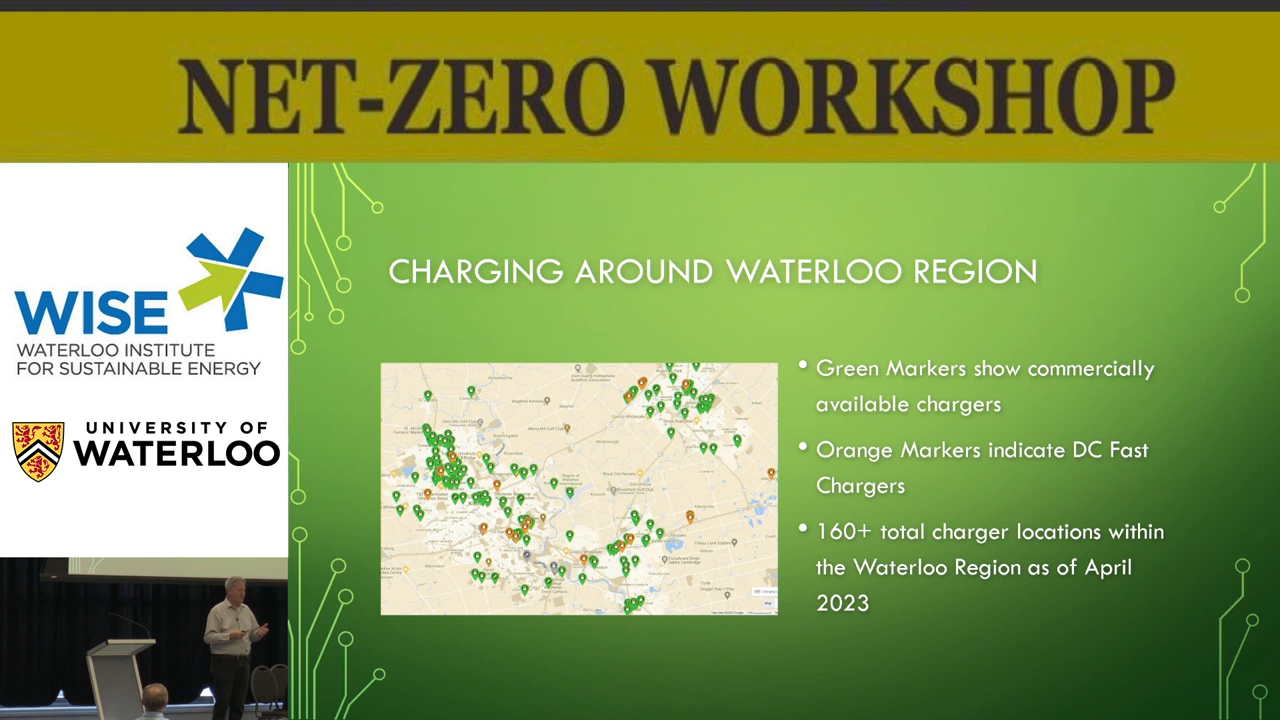 NET-ZERO WORKSHOP
WISE
WATERLOO INSTITUTE
FOR SUSTAINABLE ENERGY
UNIVERSITY OF
WATERLOO
CHARGING AROUND WATERLOO REGION
• Green Markers show commercially
available chargers
• Orange Markers indicate DC Fast
Chargers
• 160+ total charger locations within
the Waterloo Region as of April
2023